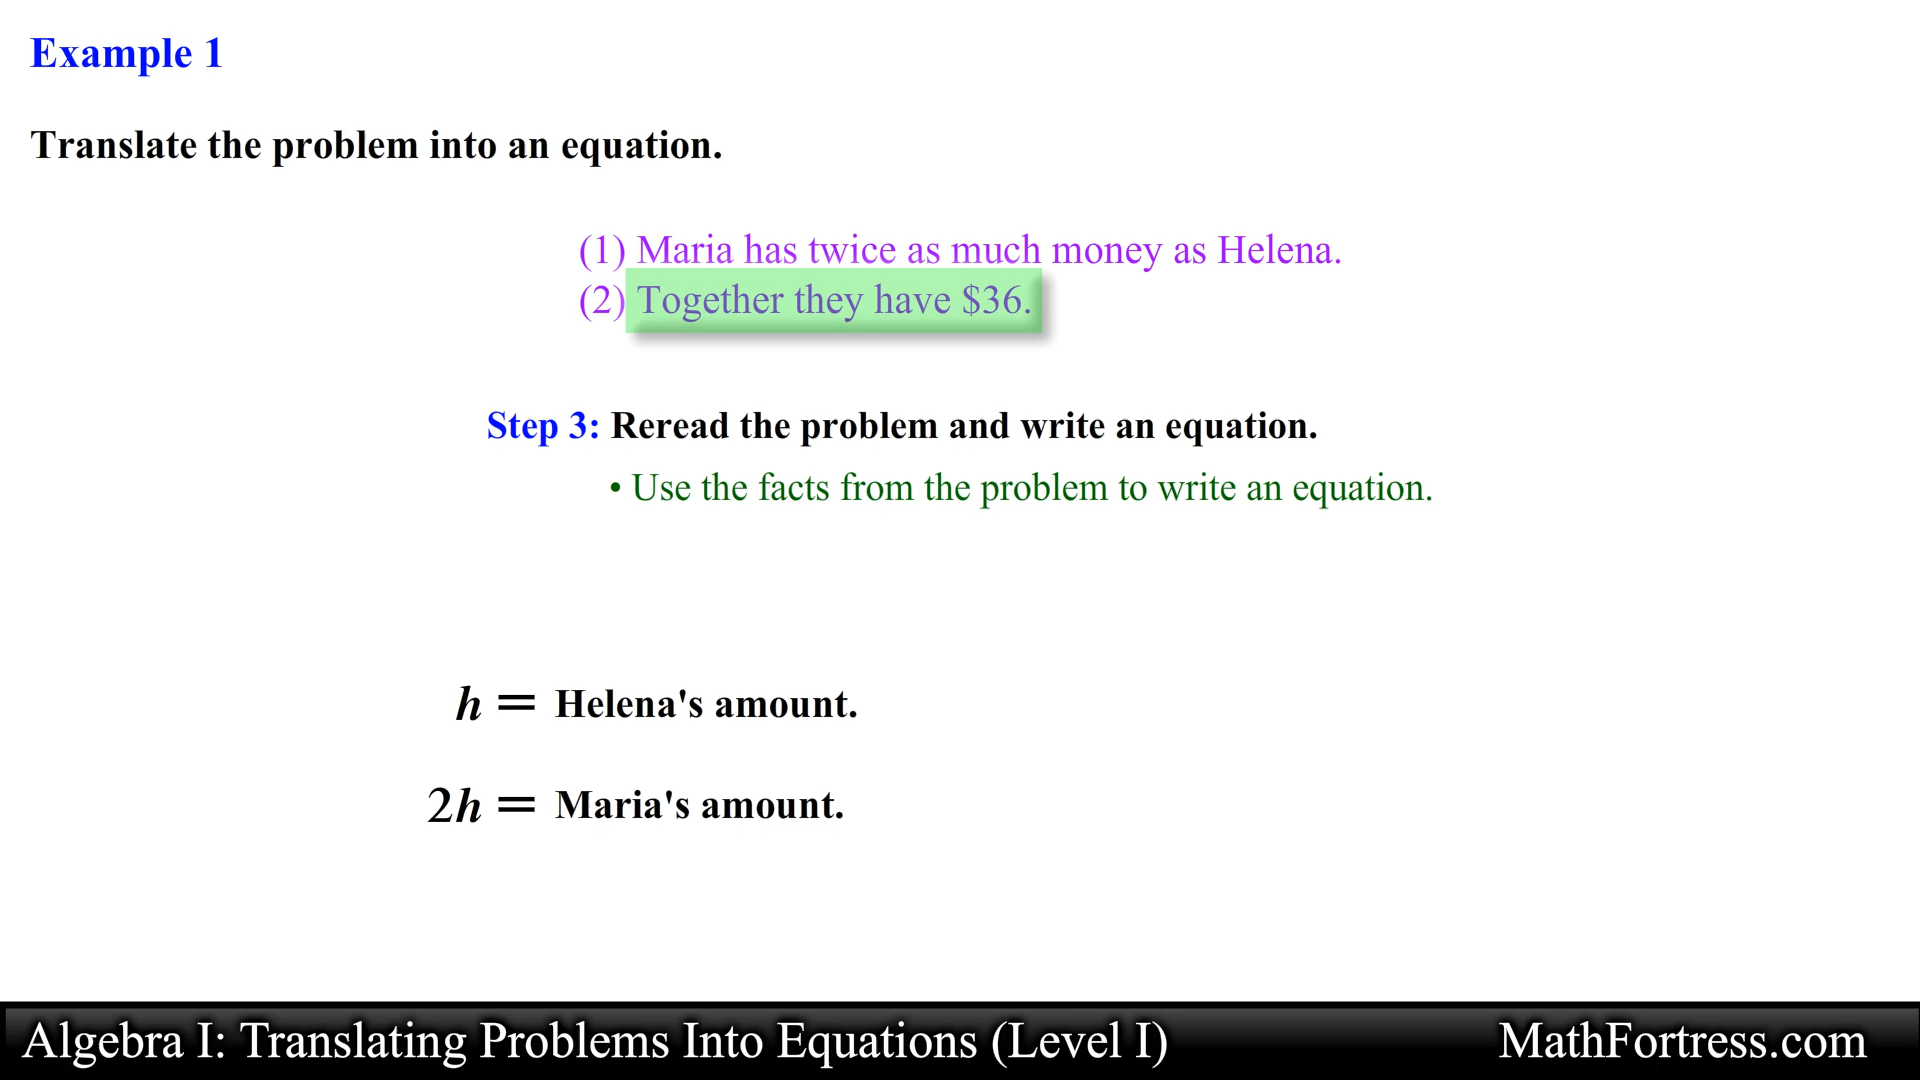 Example 1
Translate the problem into an equation.
(1) Maria has twice as much money as Helena.
(2) Together they have $36.
Step 3: Reread the problem and write an equation.
• Use the facts from the problem to write an equation.
h = Helena's amount.
2h = Maria's amount.
Algebra I: Translating Problems Into Equations (Level I)
MathFortress.com